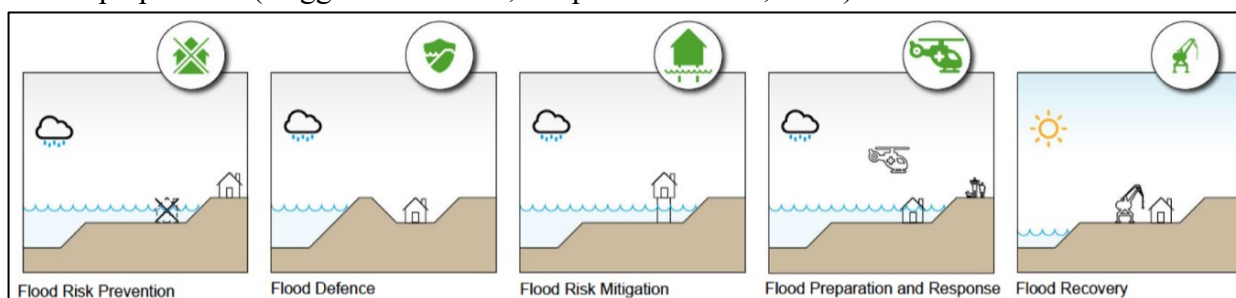 Flood Risk Prevention
Flood Defence
Flood Risk Mitigation
Flood Preparation and Response
Flood Recovery